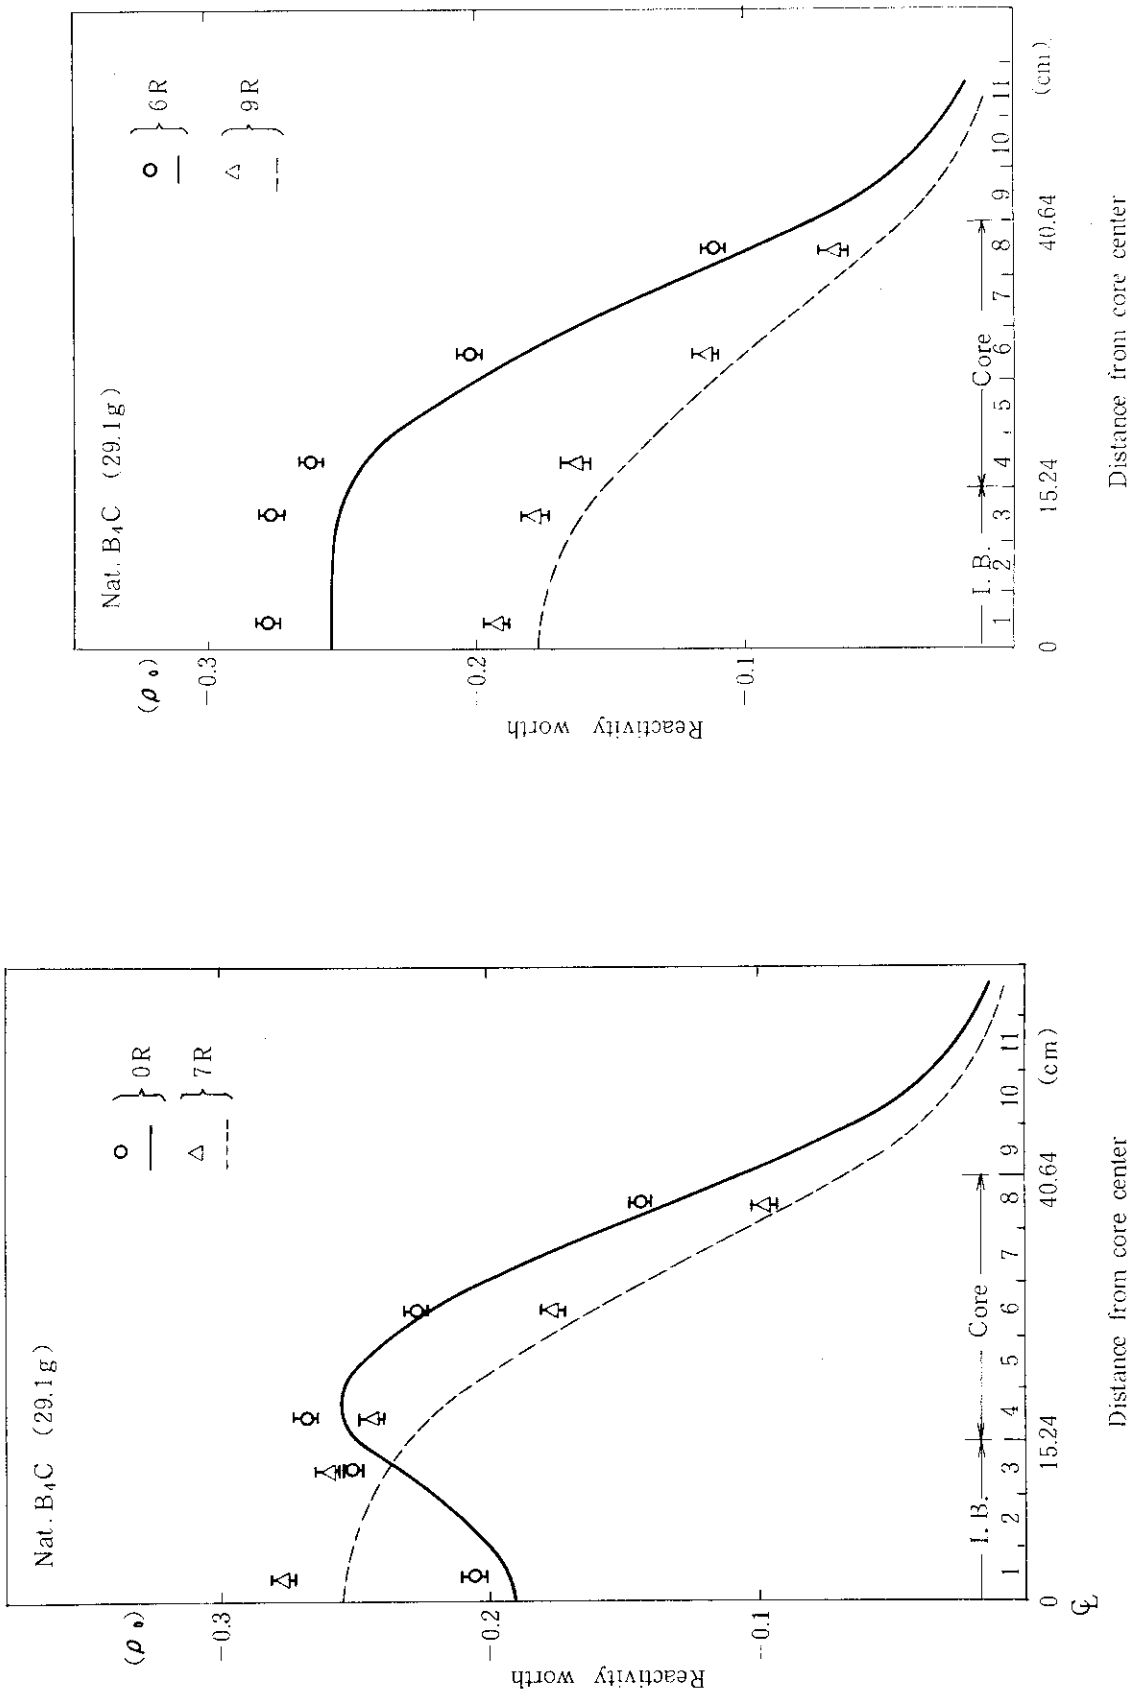 Nat. B₄C (29.1g)
6R
9R
(ρ₀)
-0.3
-0.2
-0.1
Reactivity worth
I. B.
Core
1 2 3 4 5 6 7 8 9 10 11
0 15.24 40.64 (cm)
Distance from core center
Nat. B₄C (29.1g)
0R
7R
(ρ₀)
-0.3
-0.2
-0.1
Reactivity worth
I. B.
Core
1 2 3 4 5 6 7 8 9 10 11
0 15.24 40.64 (cm)
℄
Distance from core center